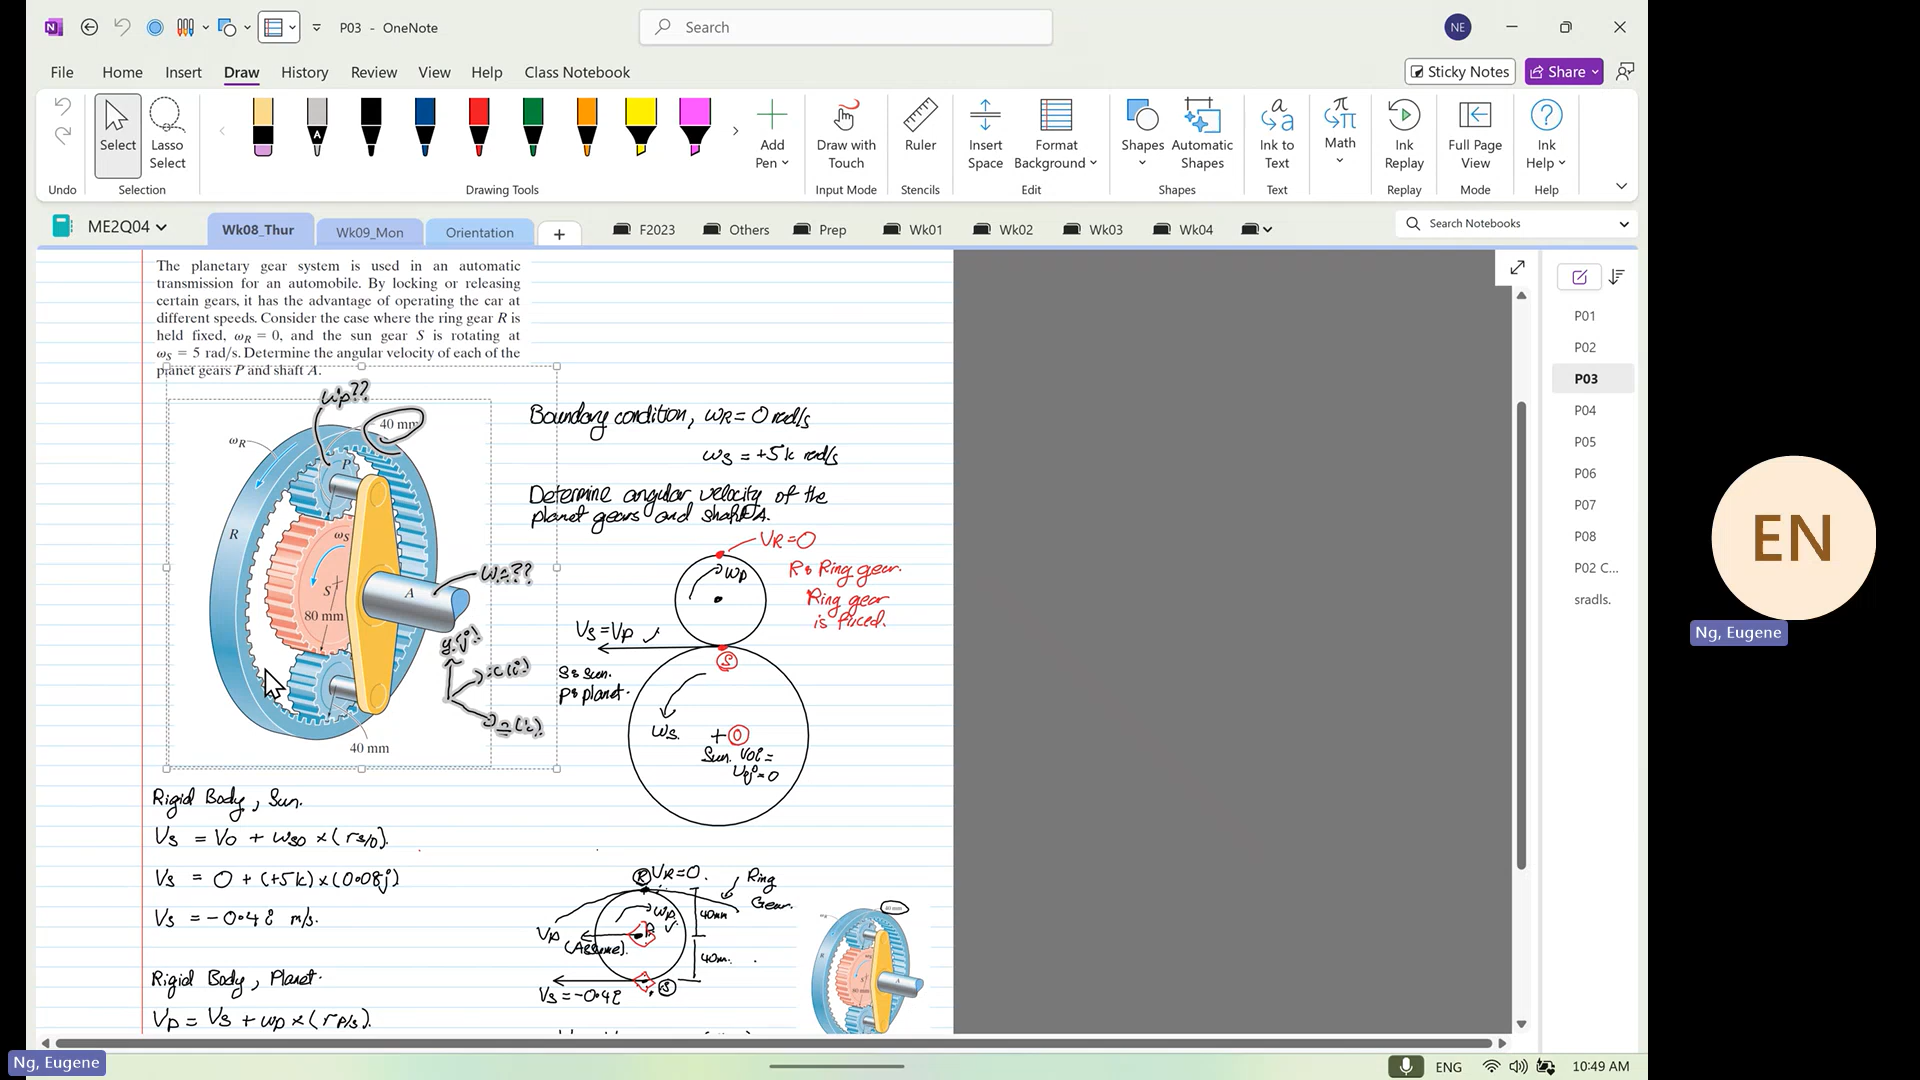 P03 - OneNote
Search
NE
File Home Insert Draw History Review View Help Class Notebook
Sticky Notes
Share
Select
Lasso Select
Add Pen
Draw with Touch
Ruler
Insert Space
Format Background
Shapes
Automatic Shapes
Ink to Text
Math
Ink Replay
Full Page View
Ink Help
Undo
Selection
Drawing Tools
Input Mode
Stencils
Edit
Shapes
Text
Replay
Mode
Help
ME2Q04
Wk08_Thur
Wk09_Mon
Orientation
F2023
Others
Prep
Wk01
Wk02
Wk03
Wk04
Search Notebooks
The planetary gear system is used in an automatic
transmission for an automobile. By locking or releasing
certain gears, it has the advantage of operating the car at
different speeds. Consider the case where the ring gear R is
held fixed, ωR = 0, and the sun gear S is rotating at
ωS = 5 rad/s. Determine the angular velocity of each of the
planet gears P and shaft A.
ωp??
40 mm
ωR
P
R
ωS
S
80 mm
A
ωA??
y(j)
x(i)
z(k)
40 mm
Boundary condition, ωR = 0 rad/s
ωs = +5k rad/s
Determine angular velocity of the
planet gears and shaft A.
VR=0
R: Ring gear.
Ring gear
is fixed.
ωp
Vs=Vp
S
S: Sun.
P: planet.
ωs.
+ O
Sun. Voi =
Voj = 0
Rigid Body, Sun.
Vs = Vo + ωso × (rs/o).
Vs = 0 + (+5k) × (0.08j)
Vs = -0.4i m/s.
Rigid Body, Planet.
Vp = Vs + ωp × (rp/s).
R VR=0.
Ring
Gear.
ωp
40mm
Vp
(Assume).
P
40m.
Vs = -0.4i
S
P01
P02
P03
P04
P05
P06
P07
P08
P02 C...
sradls.
EN
Ng, Eugene
Ng, Eugene
ENG
10:49 AM